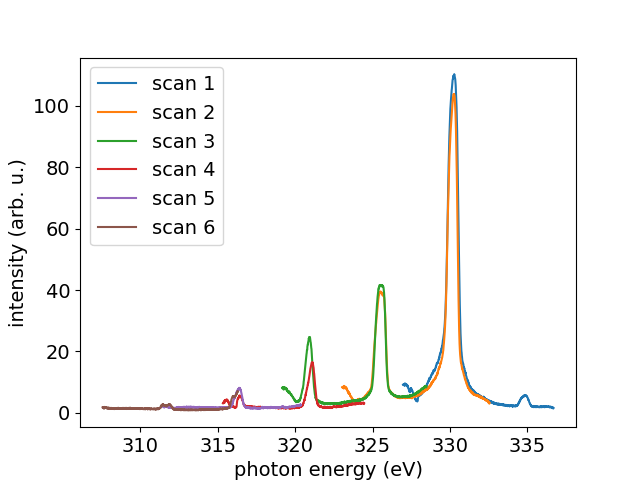 scan 1
scan 2
scan 3
scan 4
scan 5
scan 6
intensity (arb. u.)
100
80
60
40
20
0
310 315 320 325 330 335
photon energy (eV)